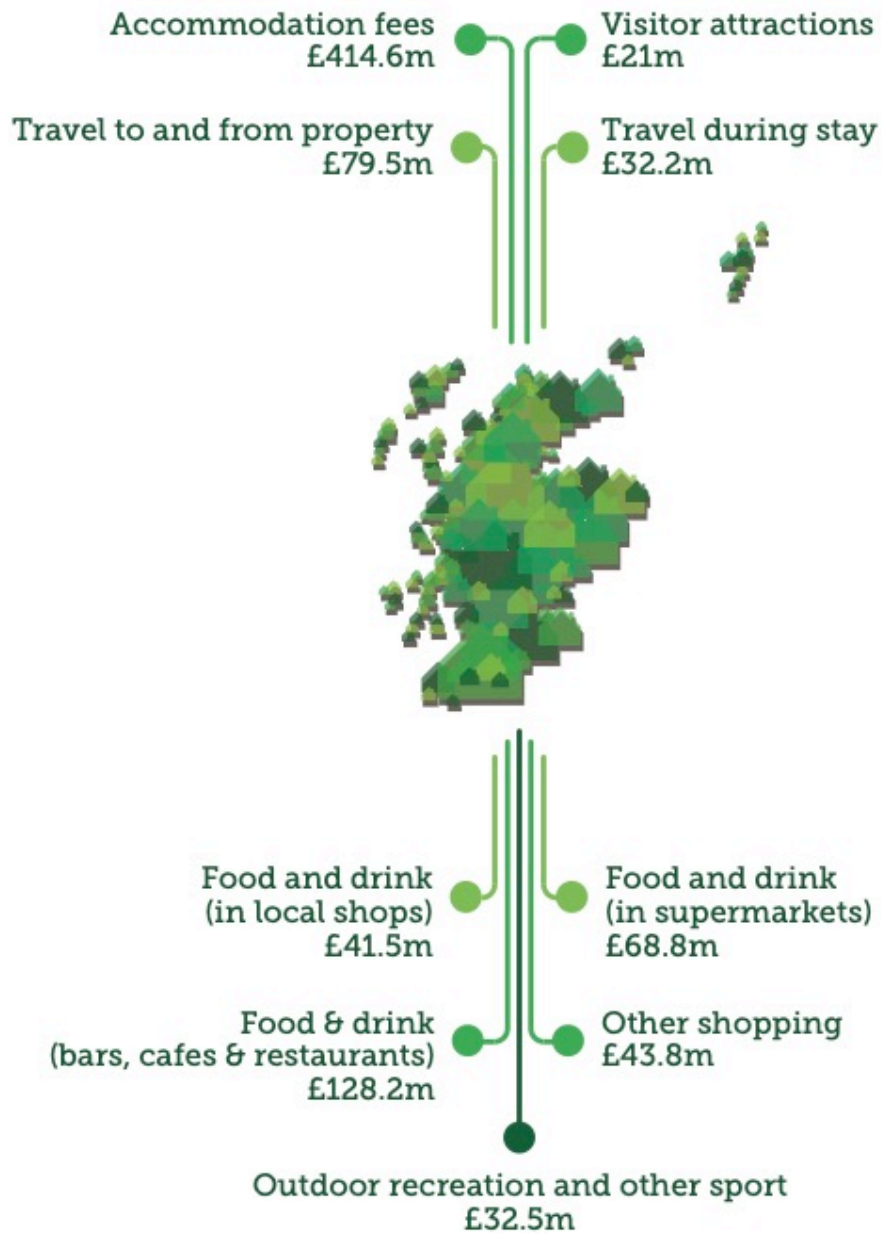 Accommodation fees
£414.6m
Visitor attractions
£21m
Travel to and from property
£79.5m
Travel during stay
£32.2m
Food and drink
(in local shops)
£41.5m
Food and drink
(in supermarkets)
£68.8m
Food & drink
(bars, cafes & restaurants)
£128.2m
Other shopping
£43.8m
Outdoor recreation and other sport
£32.5m